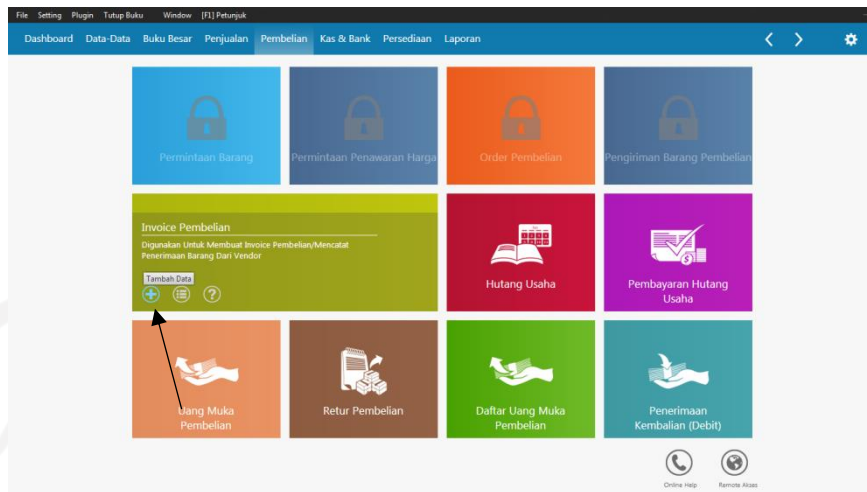 File Setting Plugin Tutup Buku Window [F1] Petunjuk
Dashboard Data-Data Buku Besar Penjualan Pembelian Kas & Bank Persediaan Laporan
Permintaan Barang
Permintaan Penawaran Harga
Order Pembelian
Pengiriman Barang Pembelian
Invoice Pembelian
Digunakan Untuk Membuat Invoice Pembelian/Mencatat
Penerimaan Barang Dari Vendor
Tambah Data
Hutang Usaha
Pembayaran Hutang
Usaha
Uang Muka
Pembelian
Retur Pembelian
Daftar Uang Muka
Pembelian
Penerimaan
Kembalian (Debit)
Online Help
Remote Akses